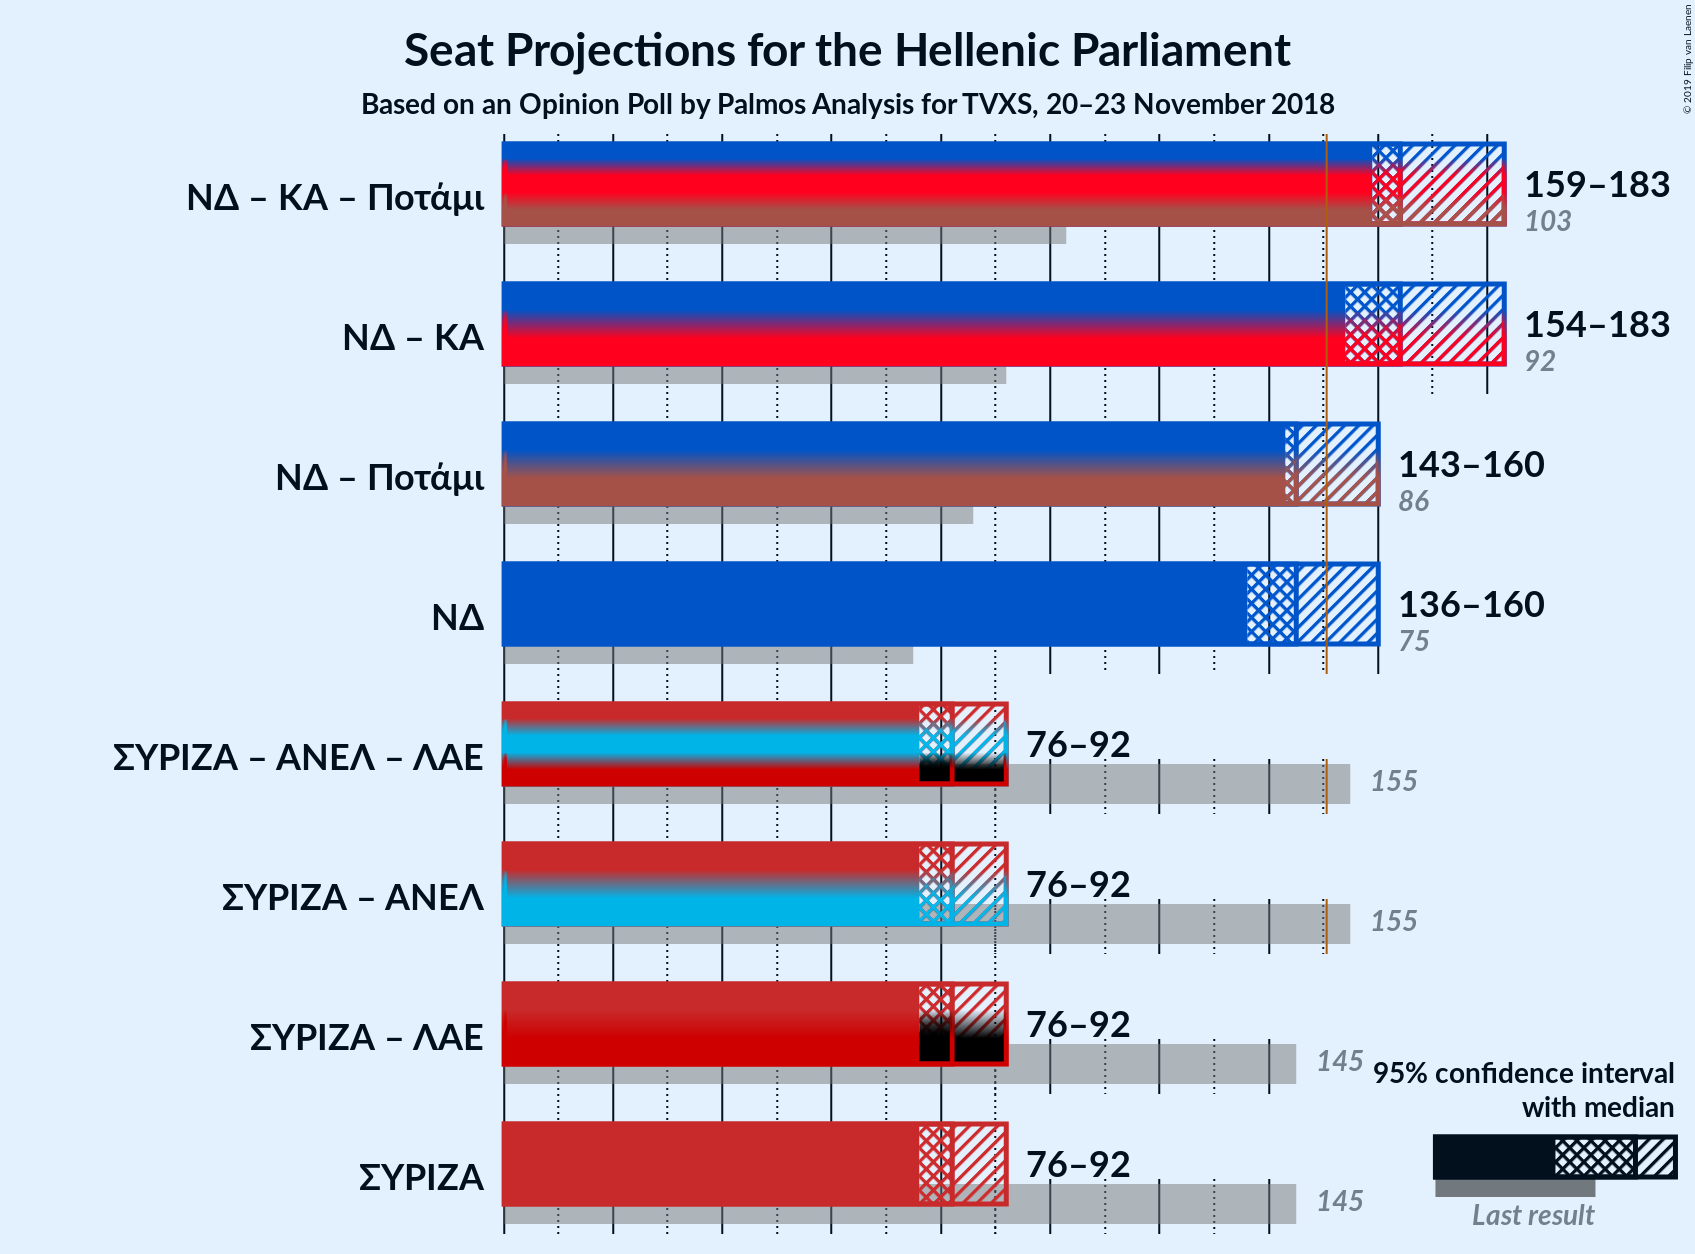 Seat Projections for the Hellenic Parliament
Based on an Opinion Poll by Palmos Analysis for TVXS, 20–23 November 2018
© 2019 Filip van Laenen
ΝΔ – ΚΑ – Ποτάμι
159–183
103
ΝΔ – ΚΑ
154–183
92
ΝΔ – Ποτάμι
143–160
86
ΝΔ
136–160
75
ΣΥΡΙΖΑ – ΑΝΕΛ – ΛΑΕ
76–92
155
ΣΥΡΙΖΑ – ΑΝΕΛ
76–92
155
ΣΥΡΙΖΑ – ΛΑΕ
76–92
145
ΣΥΡΙΖΑ
76–92
145
95% confidence interval
with median
Last result